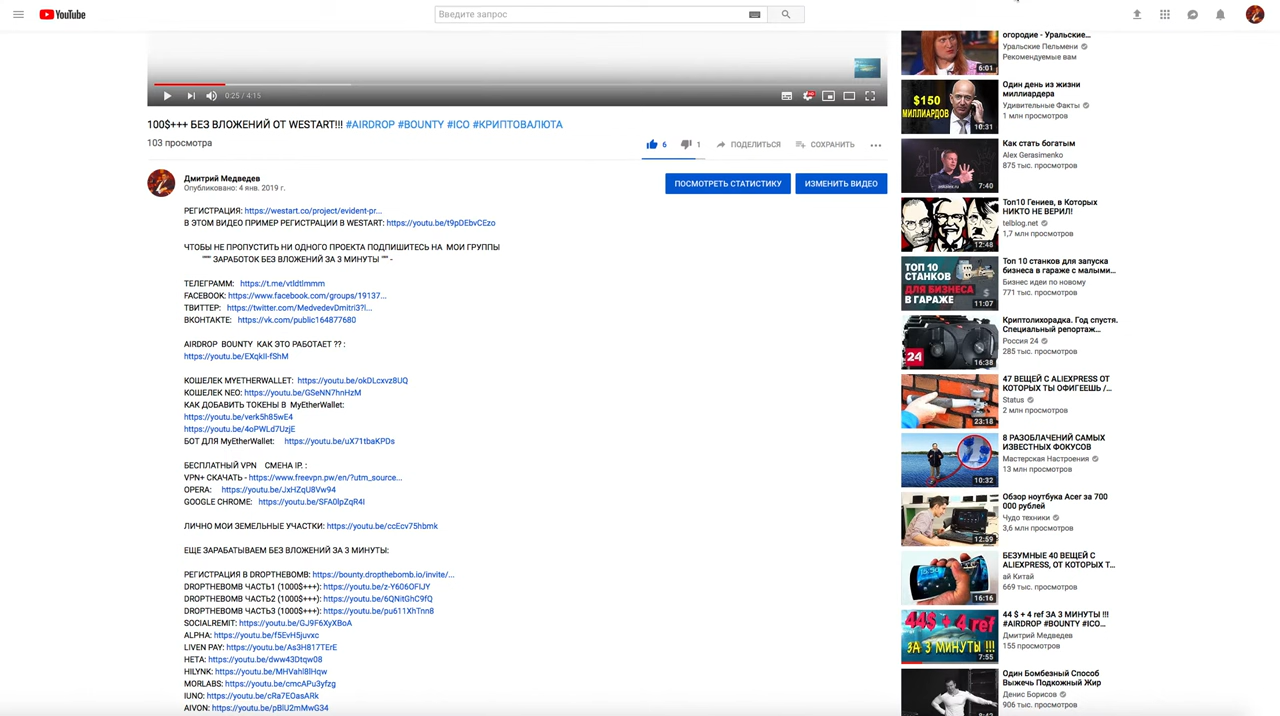 YouTube
Введите запрос
0:25 / 4:15
100$+++ БЕЗ ВЛОЖЕНИЙ ОТ WESTART!!! #AIRDROP #BOUNTY #ICO #КРИПТОВАЛЮТА
103 просмотра
6
1
ПОДЕЛИТЬСЯ
СОХРАНИТЬ
Дмитрий Медведев
Опубликовано: 4 янв. 2019 г.
ПОСМОТРЕТЬ СТАТИСТИКУ
ИЗМЕНИТЬ ВИДЕО
РЕГИСТРАЦИЯ: https://westart.co/project/evident-pr...
В ЭТОМ ВИДЕО ПРИМЕР РЕГИСТРАЦИИ В WESTART: https://youtu.be/t9pDEbvCEzo
ЧТОБЫ НЕ ПРОПУСТИТЬ НИ ОДНОГО ПРОЕКТА ПОДПИШИТЕСЬ НА МОИ ГРУППЫ
"""" ЗАРАБОТОК БЕЗ ВЛОЖЕНИЙ ЗА 3 МИНУТЫ """ -
ТЕЛЕГРАММ: https://t.me/vtldtlmmm
FACEBOOK: https://www.facebook.com/groups/19137...
ТВИТТЕР: https://twitter.com/MedvedevDmitri3?l...
ВКОНТАКТЕ: https://vk.com/public164877680
AIRDROP BOUNTY КАК ЭТО РАБОТАЕТ ?? :
https://youtu.be/EXqkII-fShM
КОШЕЛЕК MYETHERWALLET: https://youtu.be/okDLcxvz8UQ
КОШЕЛЕК NEO: https://youtu.be/GSeNN7hnHzM
КАК ДОБАВИТЬ ТОКЕНЫ В MyEtherWallet:
https://youtu.be/verk5h85wE4
https://youtu.be/4oPWLd7UzjE
БОТ ДЛЯ MyEtherWallet: https://youtu.be/uX71tbaKPDs
БЕСПЛАТНЫЙ VPN СМЕНА IP. :
VPN+ СКАЧАТЬ - https://www.freevpn.pw/en/?utm_source...
OPERA: https://youtu.be/JxHZqU8Vw94
GOOGLE CHROME: https://youtu.be/SFA0lpZqR4I
ЛИЧНО МОИ ЗЕМЕЛЬНЫЕ УЧАСТКИ: https://youtu.be/ccEcv75hbmk
ЕЩЕ ЗАРАБАТЫВАЕМ БЕЗ ВЛОЖЕНИЙ ЗА 3 МИНУТЫ:
РЕГИСТРАЦИЯ В DROPTHEBOMB: https://bounty.dropthebomb.io/invite/...
DROPTHEBOMB ЧАСТЬ1 (1000$+++): https://youtu.be/z-Y606OFIJY
DROPTHEBOMB ЧАСТЬ2 (1000$+++): https://youtu.be/6QNitGhC9fQ
DROPTHEBOMB ЧАСТЬ3 (1000$+++): https://youtu.be/pu611XhTnn8
SOCIALREMIT: https://youtu.be/GJ9F6XyXBoA
ALPHA: https://youtu.be/f5EvH5juvxc
LIVEN PAY: https://youtu.be/As3H817TErE
HETA: https://youtu.be/dww43Dtqw08
HILYNK: https://youtu.be/MHVahl8lHqw
MORLABS: https://youtu.be/cmcAPu3yfzg
IUNO: https://youtu.be/cRa7EOasARk
AIVON: https://youtu.be/pBlU2mMwG34
огородие - Уральские...
Уральские Пельмени
Рекомендуемые вам
6:01
$150
МИЛЛИАРДОВ
10:31
Один день из жизни
миллиардера
Удивительные Факты
1 млн просмотров
7:40
Как стать богатым
Alex Gerasimenko
875 тыс. просмотров
12:48
Топ10 Гениев, в Которых
НИКТО НЕ ВЕРИЛ!
telblog.net
1,7 млн просмотров
ТОП 10
СТАНКОВ
ДЛЯ БИЗНЕСА
В ГАРАЖЕ
11:07
Топ 10 станков для запуска
бизнеса в гараже с малыми...
Бизнес идеи по новому
771 тыс. просмотров
24
16:38
Криптолихорадка. Год спустя.
Специальный репортаж...
Россия 24
285 тыс. просмотров
23:18
47 ВЕЩЕЙ С ALIEXPRESS ОТ
КОТОРЫХ ТЫ ОФИГЕЕШЬ /...
Status
2 млн просмотров
10:32
8 РАЗОБЛАЧЕНИЙ САМЫХ
ИЗВЕСТНЫХ ФОКУСОВ
Мастерская Настроения
13 млн просмотров
12:59
Обзор ноутбука Acer за 700
000 рублей
Чудо техники
3,6 млн просмотров
16:16
БЕЗУМНЫЕ 40 ВЕЩЕЙ С
ALIEXPRESS, ОТ КОТОРЫХ Т...
ай Китай
669 тыс. просмотров
44$ + 4 ref
ЗА 3 МИНУТЫ !!!
7:55
44 $ + 4 ref ЗА 3 МИНУТЫ !!!
#AIRDROP #BOUNTY #ICO...
Дмитрий Медведев
155 просмотров
Один Бомбезный Способ
Выжечь Подкожный Жир
Денис Борисов
906 тыс. просмотров